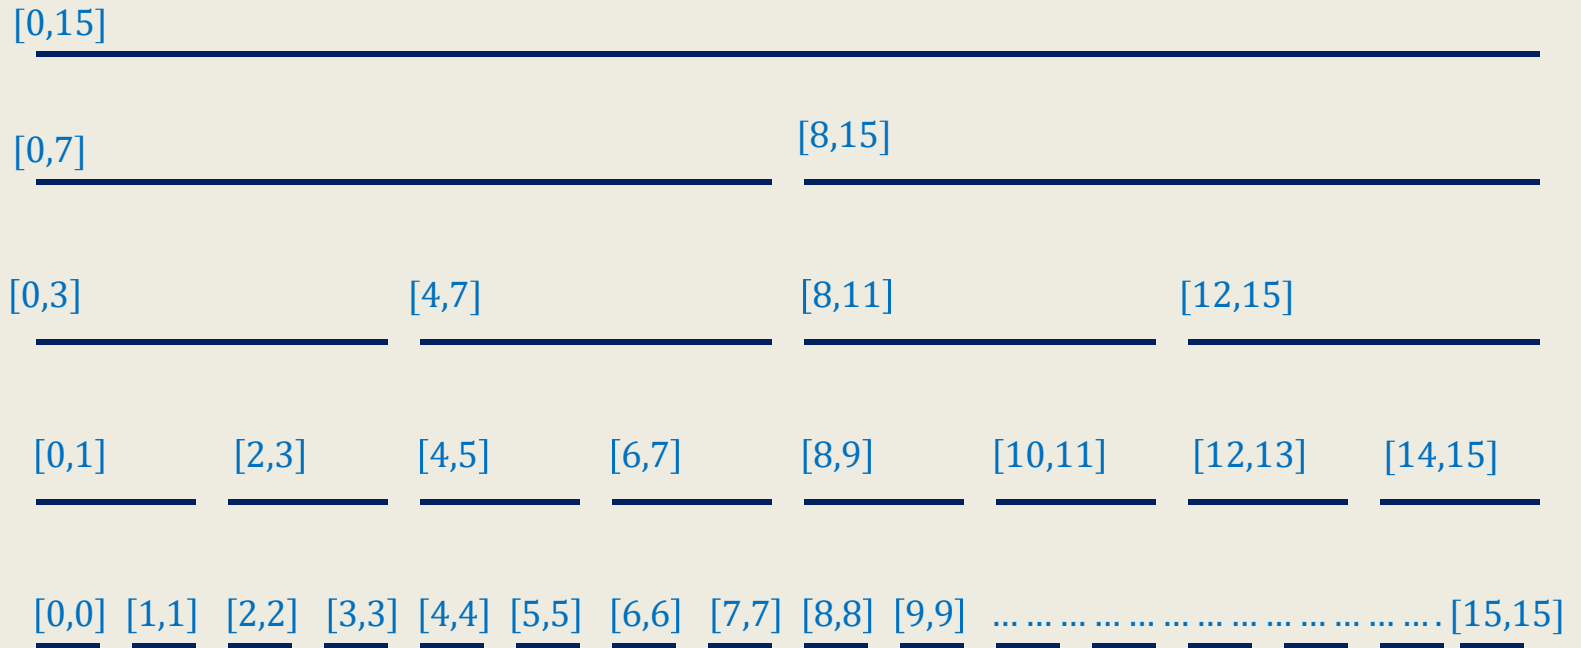 [0,15]
[0,7] [8,15]
[0,3] [4,7] [8,11] [12,15]
[0,1] [2,3] [4,5] [6,7] [8,9] [10,11] [12,13] [14,15]
[0,0] [1,1] [2,2] [3,3] [4,4] [5,5] [6,6] [7,7] [8,8] [9,9] … … … … … … … … … … … … . [15,15]